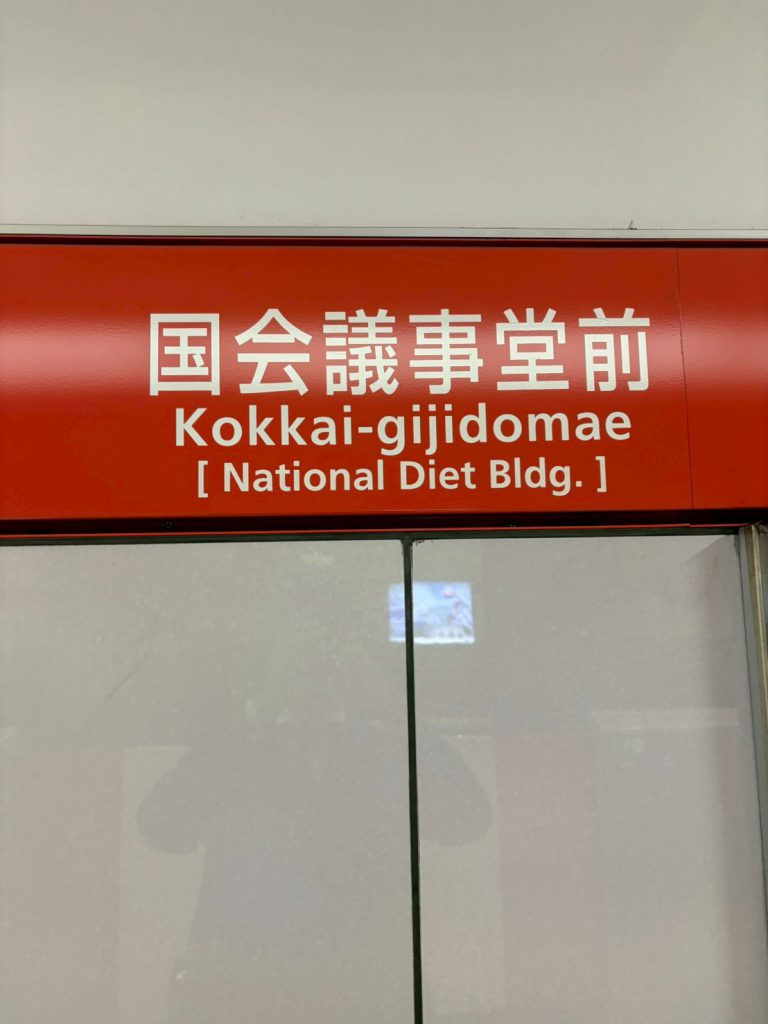 国会議事堂前
Kokkai-gijidomae
[ National Diet Bldg. ]